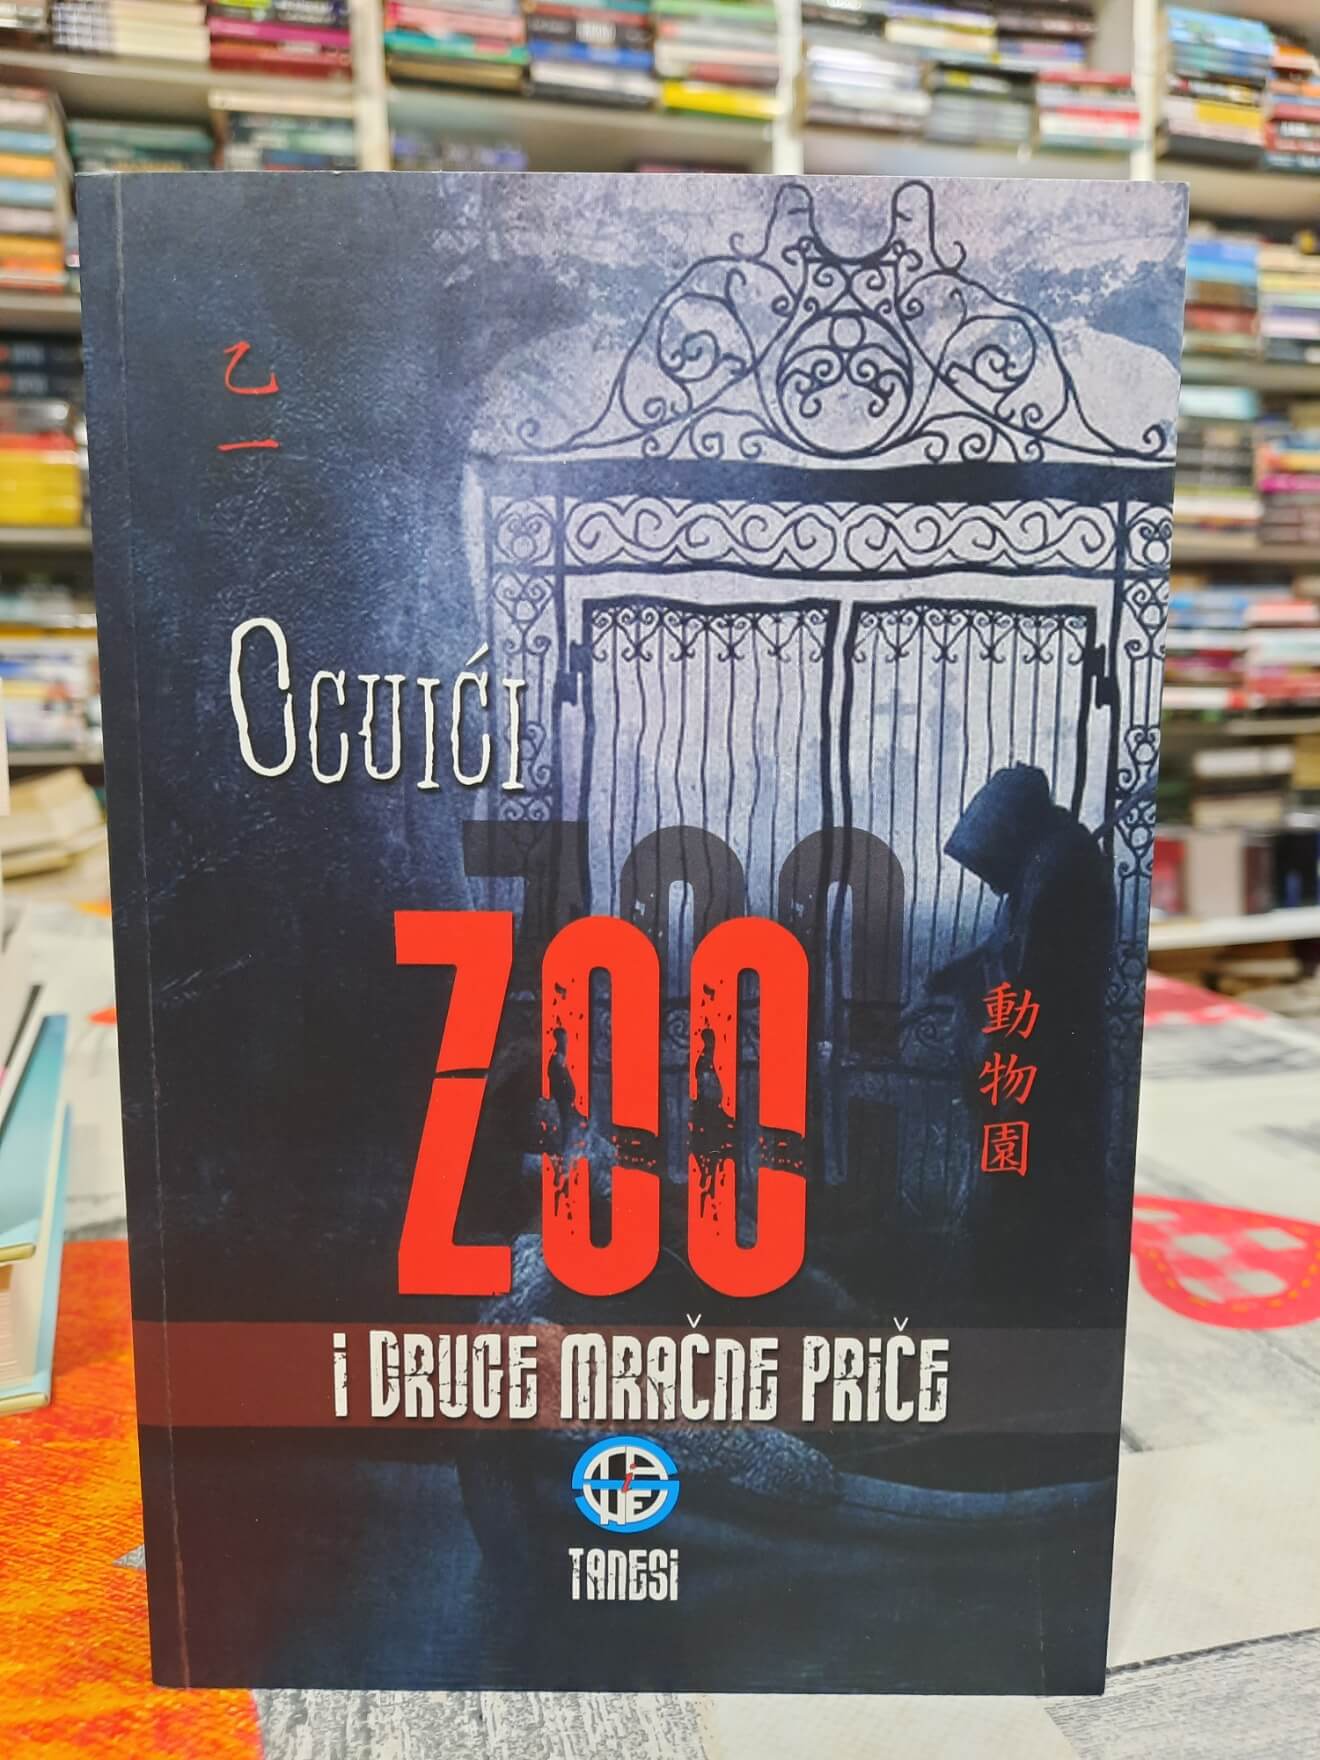 乙一
Ocuići
ZOO
動物園
i druge mračne priče
TANESI